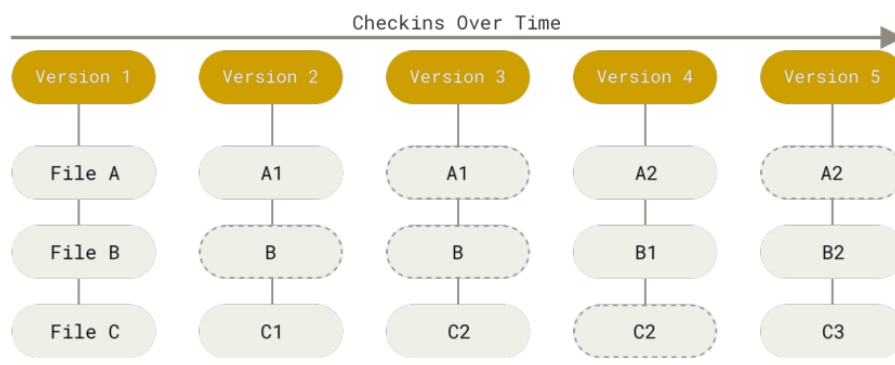 Checkins Over Time
Version 1 Version 2 Version 3 Version 4 Version 5
File A A1 A1 A2 A2
File B B B B1 B2
File C C1 C2 C2 C3